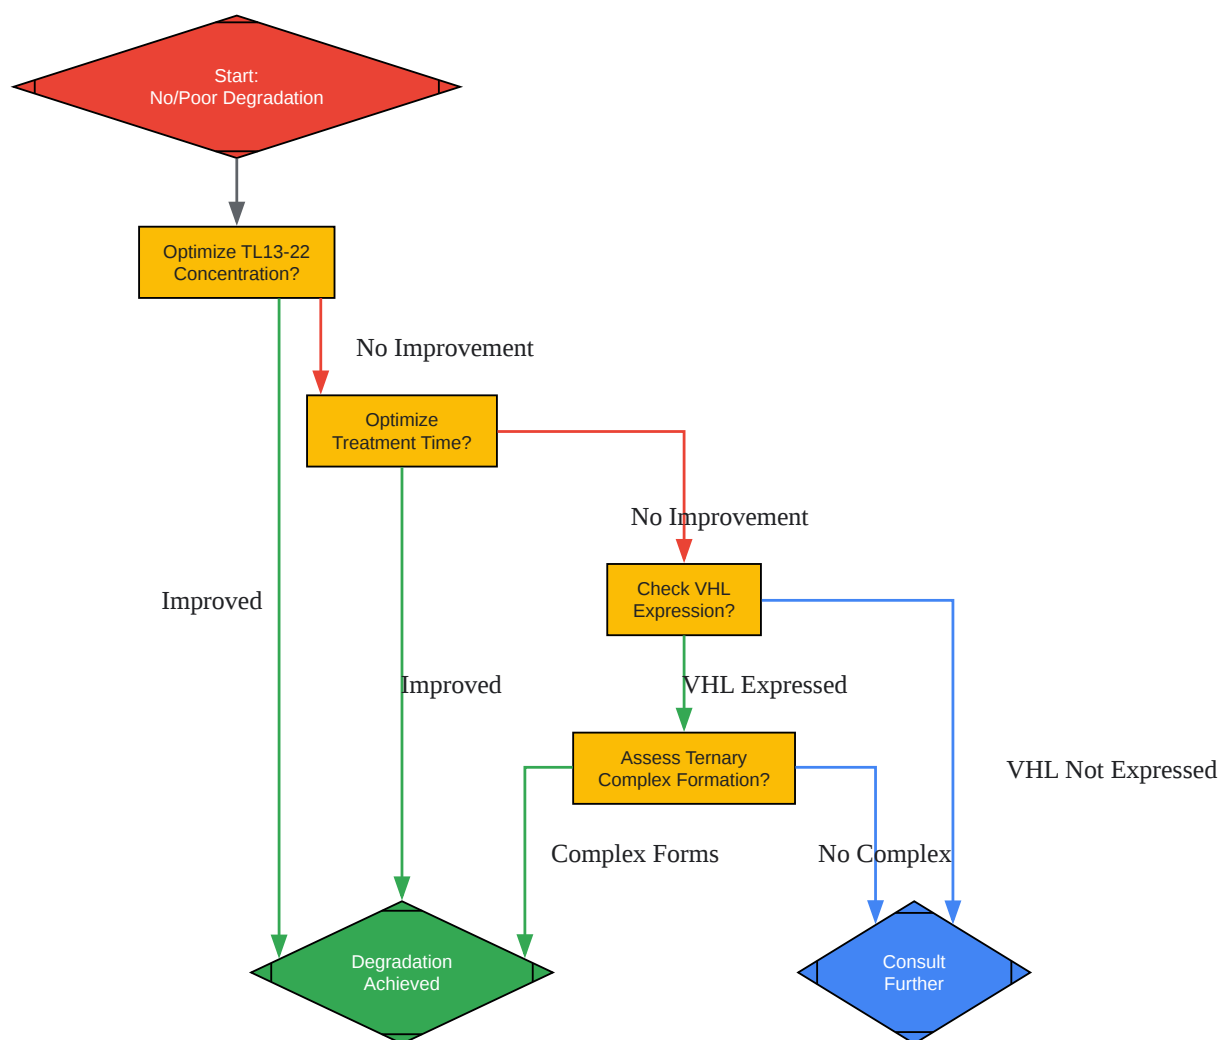 Start:
No/Poor Degradation
Optimize TL13-22
Concentration?
No Improvement
Optimize
Treatment Time?
No Improvement
Check VHL
Expression?
Improved
Improved
VHL Expressed
Assess Ternary
Complex Formation?
VHL Not Expressed
Complex Forms
No Complex
Degradation
Achieved
Consult
Further